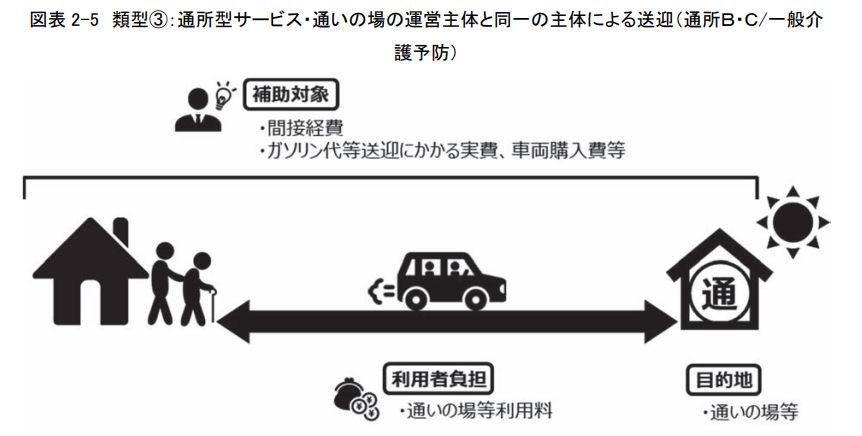 図表 2-5 類型③：通所型サービス・通いの場の運営主体と同一の主体による送迎（通所Ｂ・Ｃ/一般介
護予防）
補助対象
・間接経費
・ガソリン代等送迎にかかる実費、車両購入費等
通
利用者負担
・通いの場等利用料
目的地
・通いの場等